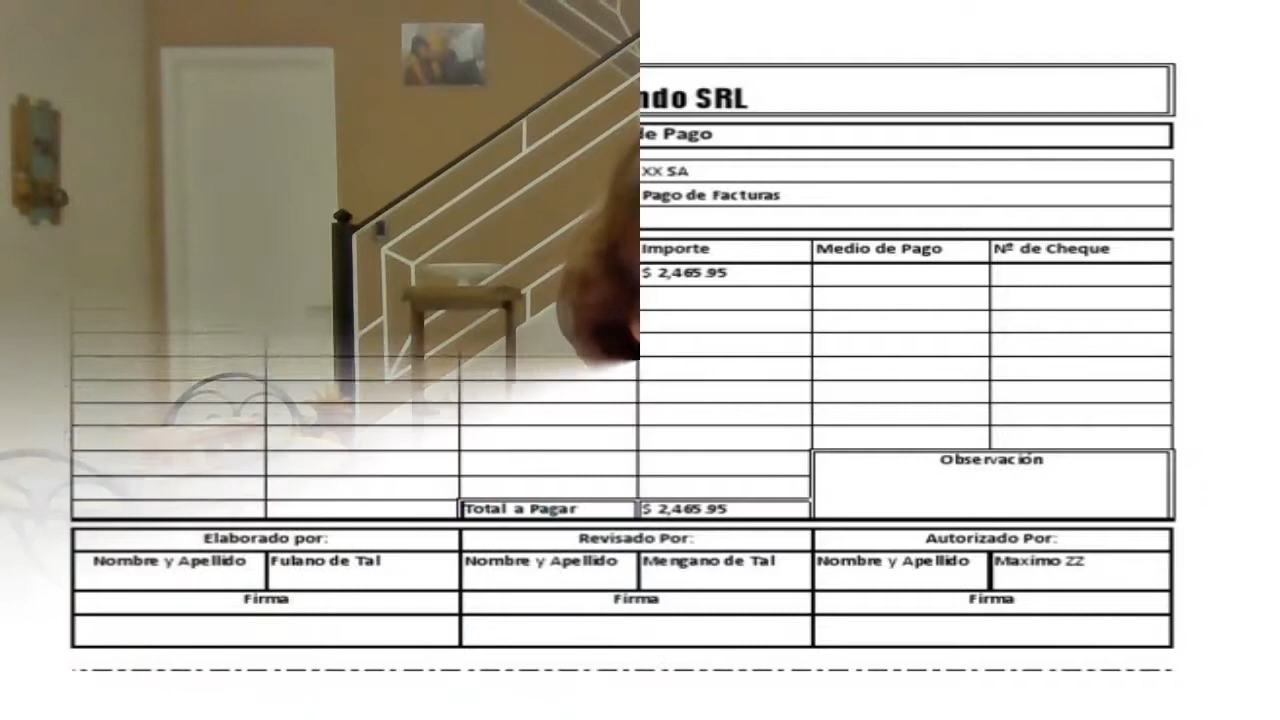 SRL
Pago
XX SA
Pago de Facturas
Importe Medio de Pago Nº de Cheque
$ 2,465.95
Observación
Total a Pagar $ 2,465.95
Elaborado por: Revisado Por: Autorizado Por:
Nombre y Apellido Fulano de Tal Nombre y Apellido Mengano de Tal Nombre y Apellido Maximo ZZ
Firma Firma Firma